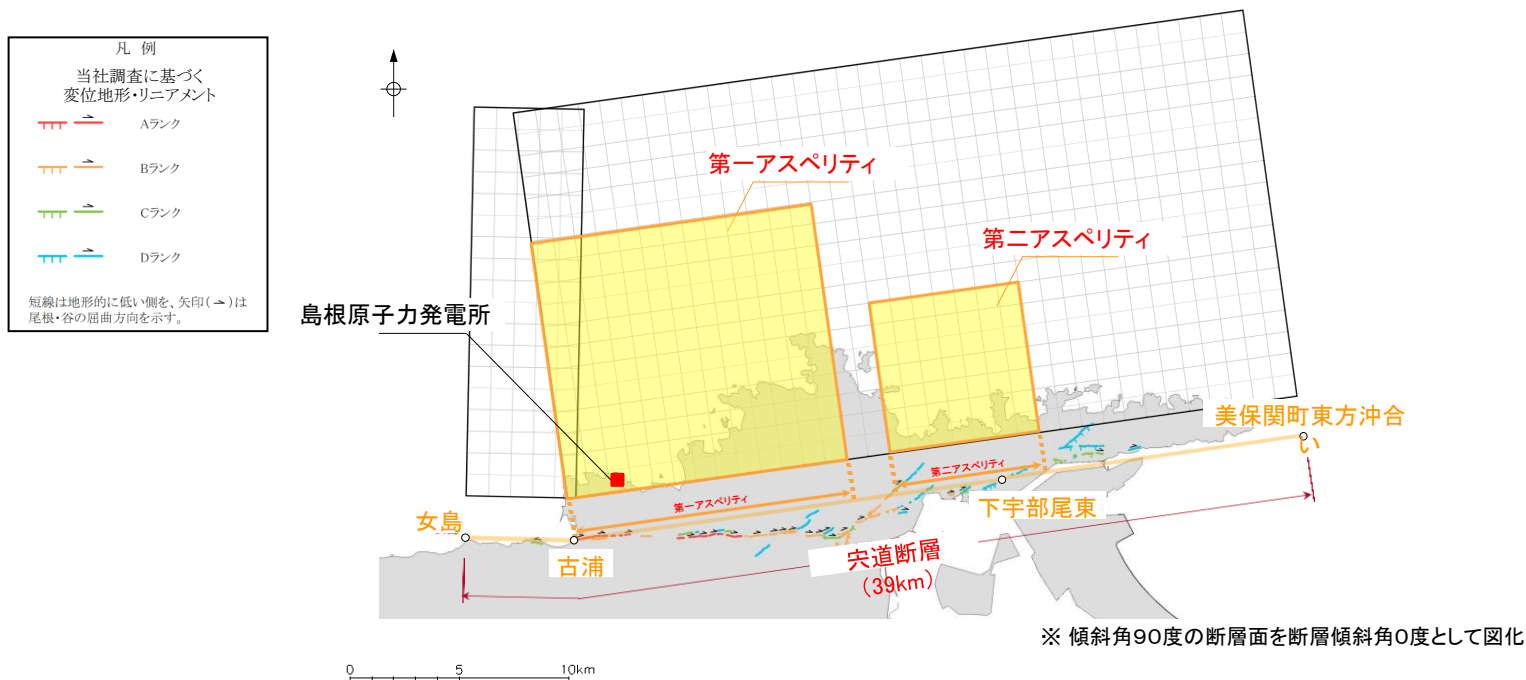 凡 例
当社調査に基づく
変位地形・リニアメント
Aランク
Bランク
Cランク
Dランク
短線は地形的に低い側を、矢印(⇀)は
尾根・谷の屈曲方向を示す。
第一アスペリティ
第二アスペリティ
島根原子力発電所
美保関町東方沖合
い
第二アスペリティ
第一アスペリティ
下宇部尾東
女島
古浦
宍道断層
(39km)
※ 傾斜角90度の断層面を断層傾斜角0度として図化
0 5 10km